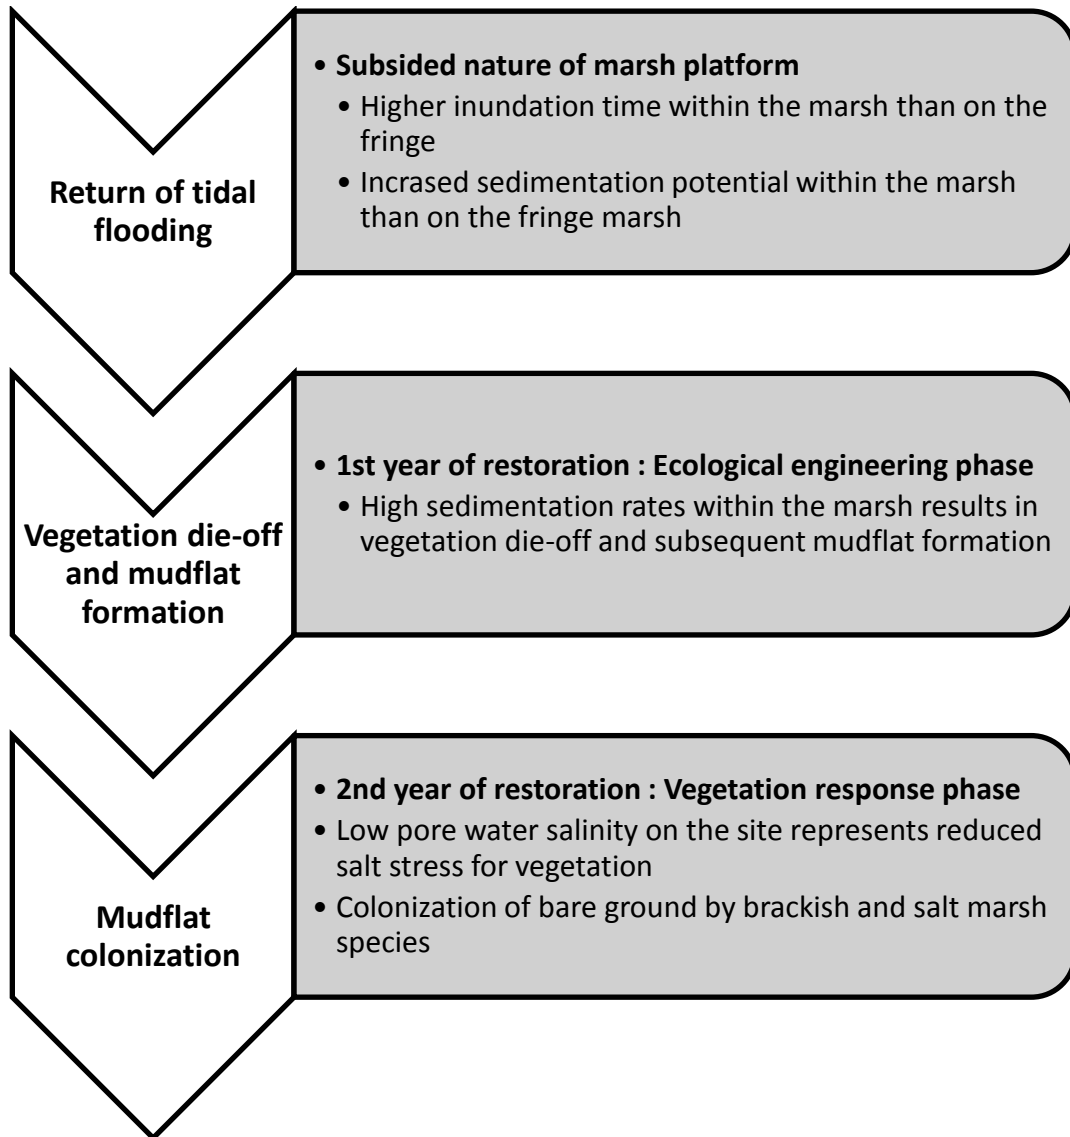 Return of tidal
flooding
• Subsided nature of marsh platform
• Higher inundation time within the marsh than on the
fringe
• Incrased sedimentation potential within the marsh
than on the fringe marsh
Vegetation die-off
and mudflat
formation
• 1st year of restoration : Ecological engineering phase
• High sedimentation rates within the marsh results in
vegetation die-off and subsequent mudflat formation
Mudflat
colonization
• 2nd year of restoration : Vegetation response phase
• Low pore water salinity on the site represents reduced
salt stress for vegetation
• Colonization of bare ground by brackish and salt marsh
species